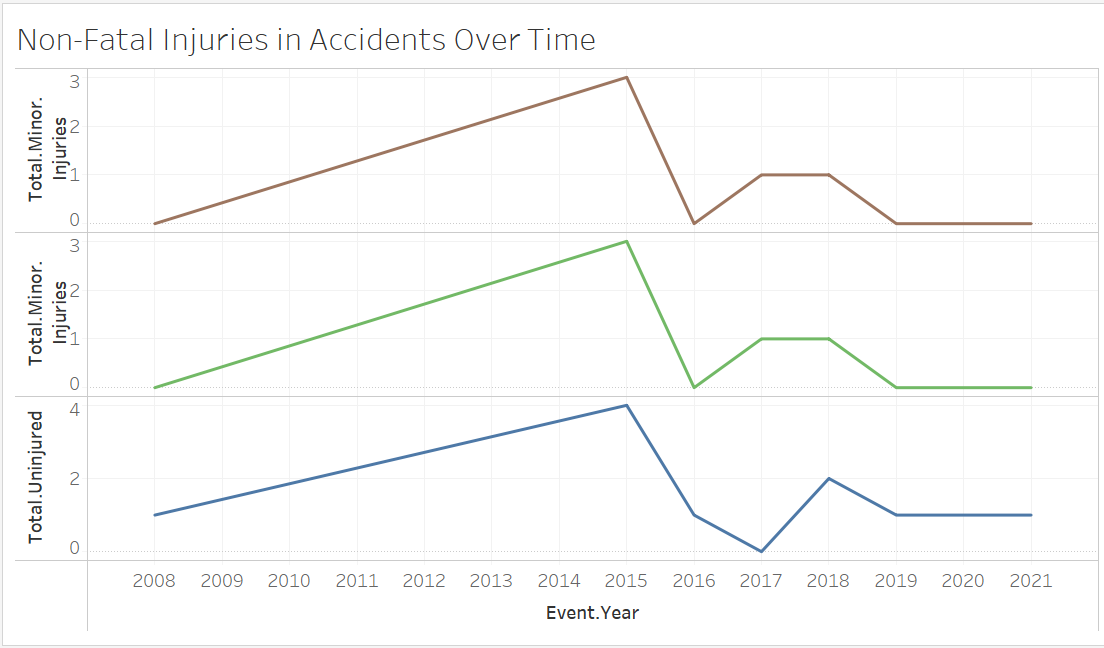 Non-Fatal Injuries in Accidents Over Time
3
2
1
0
Total.Minor.
Injuries
3
2
1
0
Total.Minor.
Injuries
4
2
0
Total.Uninjured
2008 2009 2010 2011 2012 2013 2014 2015 2016 2017 2018 2019 2020 2021
Event.Year